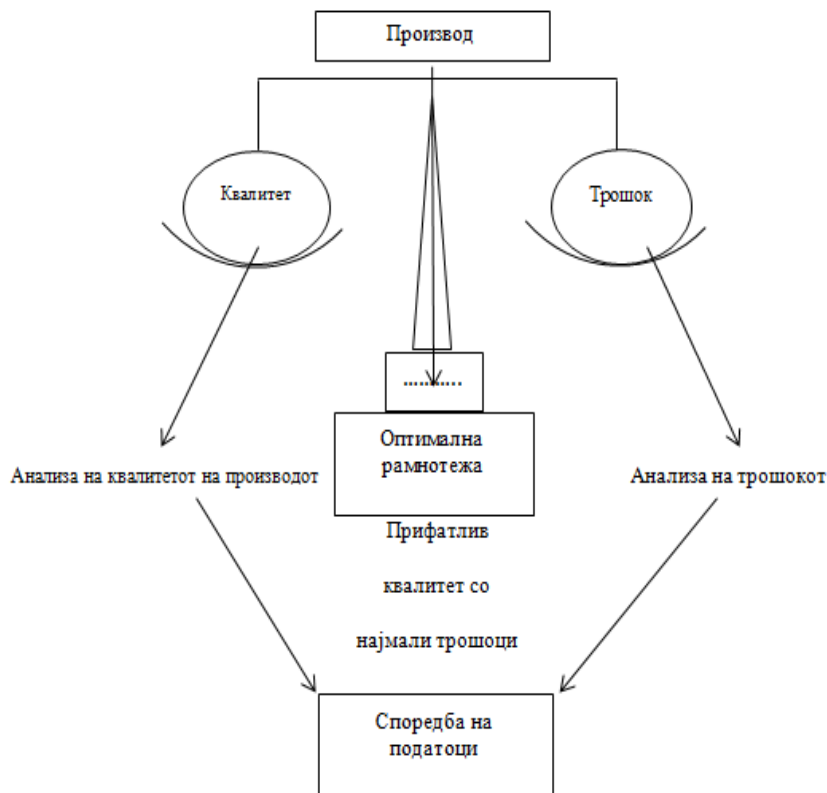 Производ
Квалитет
Трошок
...........
Оптимална
рамнотежа
Анализа на квалитетот на производот
Анализа на трошокот
Прифатлив
квалитет со
најмали трошоци
Споредба на
податоци